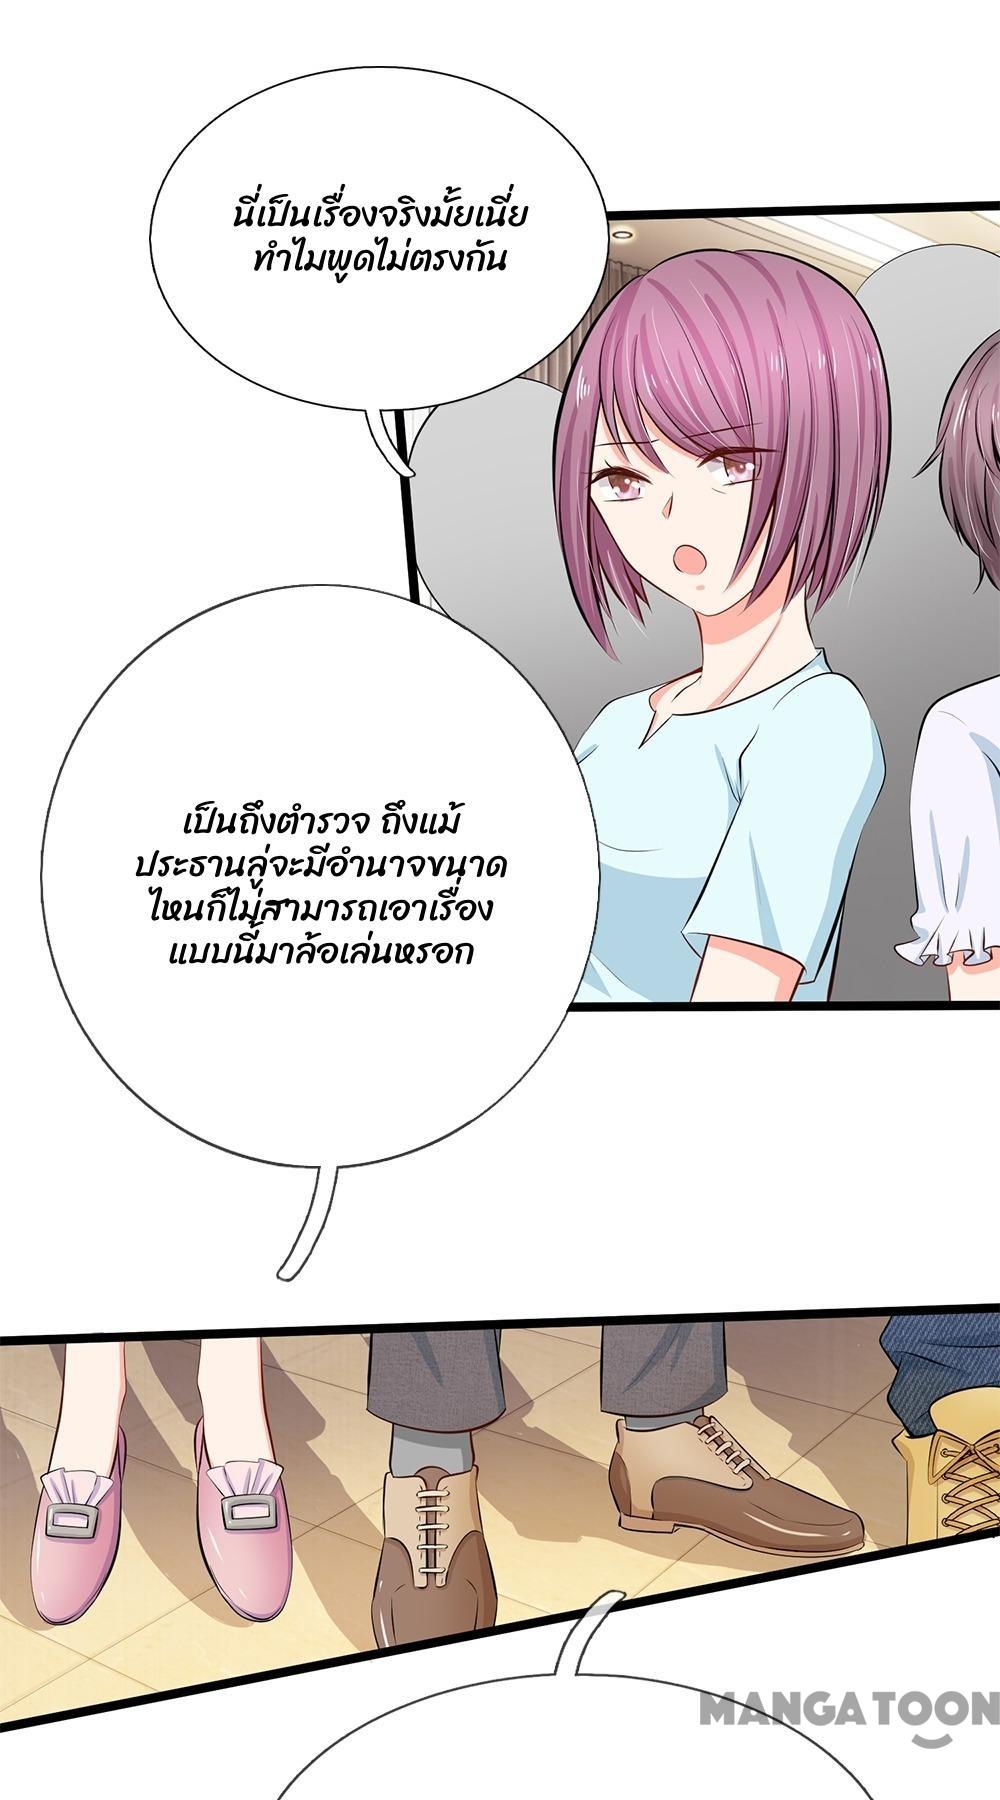 นี่เป็นเรื่องจริงมั้ยเนี่ย
ทำไมพูดไม่ตรงกัน
เป็นถึงตำรวจ ถึงแม้
ประธานลู่จะมีอำนาจขนาด
ไหนก็ไม่สามารถเอาเรื่อง
แบบนี้มาล้อเล่นหรอก
MANGA TOON